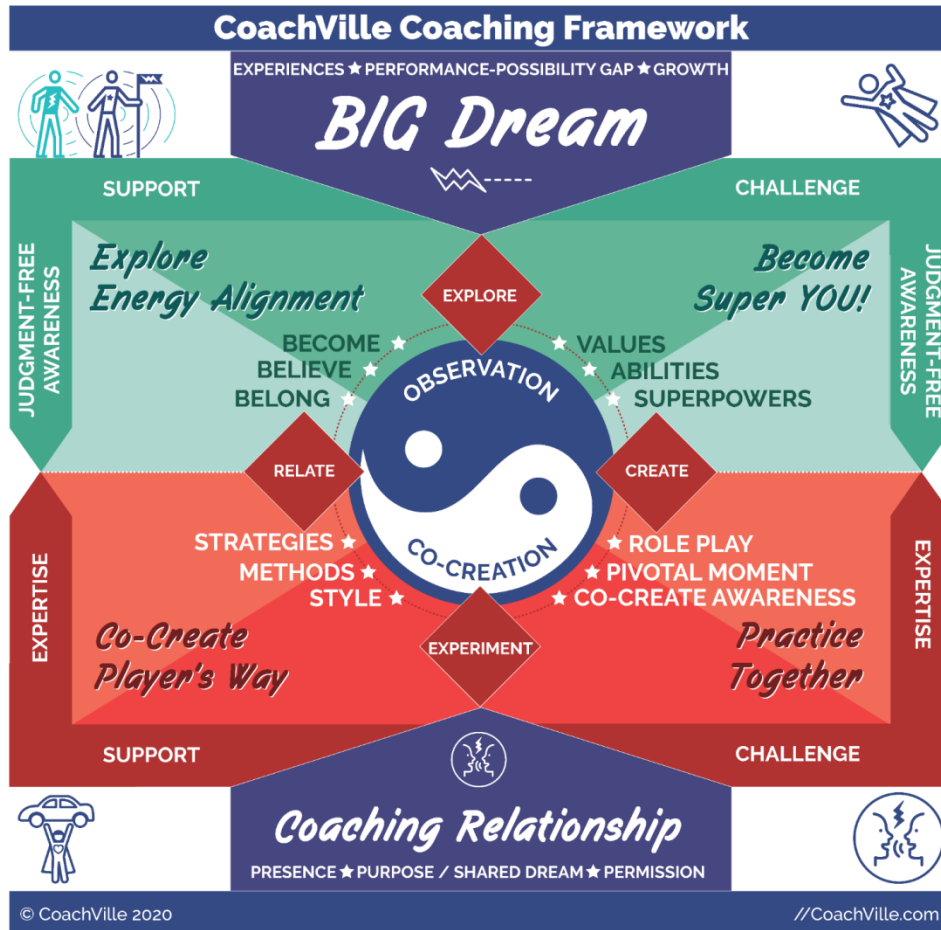 CoachVille Coaching Framework
EXPERIENCES ★ PERFORMANCE-POSSIBILITY GAP ★ GROWTH
BIG Dream
SUPPORT
CHALLENGE
JUDGMENT-FREE
AWARENESS
JUDGMENT-FREE
AWARENESS
Explore
Energy Alignment
Become
Super YOU!
EXPLORE
BECOME
BELIEVE
BELONG
VALUES
ABILITIES
SUPERPOWERS
OBSERVATION
RELATE
CREATE
CO-CREATION
STRATEGIES
METHODS
STYLE
ROLE PLAY
PIVOTAL MOMENT
CO-CREATE AWARENESS
EXPERTISE
EXPERTISE
Co-Create
Player's Way
EXPERIMENT
Practice
Together
SUPPORT
CHALLENGE
Coaching Relationship
PRESENCE ★ PURPOSE / SHARED DREAM ★ PERMISSION
© CoachVille 2020
//CoachVille.com